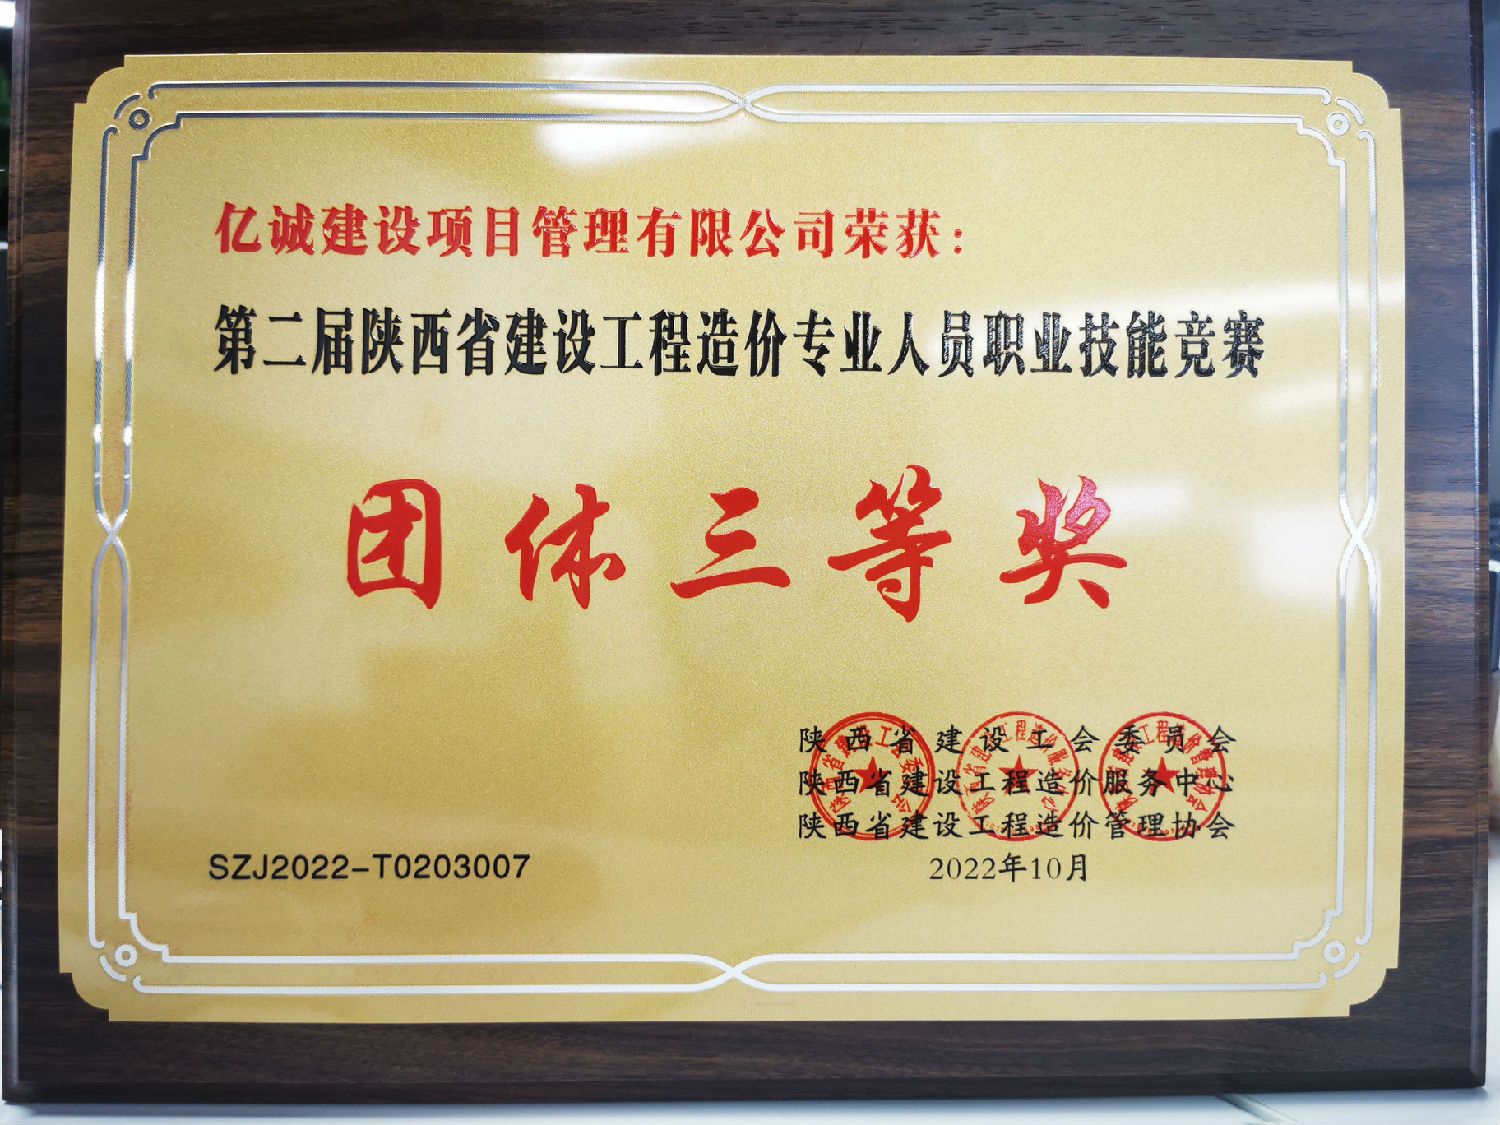 亿诚建设项目管理有限公司荣获：
第二届陕西省建设工程造价专业人员职业技能竞赛
团体三等奖
陕西省建设工会委员会
陕西省建设工程造价服务中心
陕西省建设工程造价管理协会
SZJ2022-T0203007
2022年10月